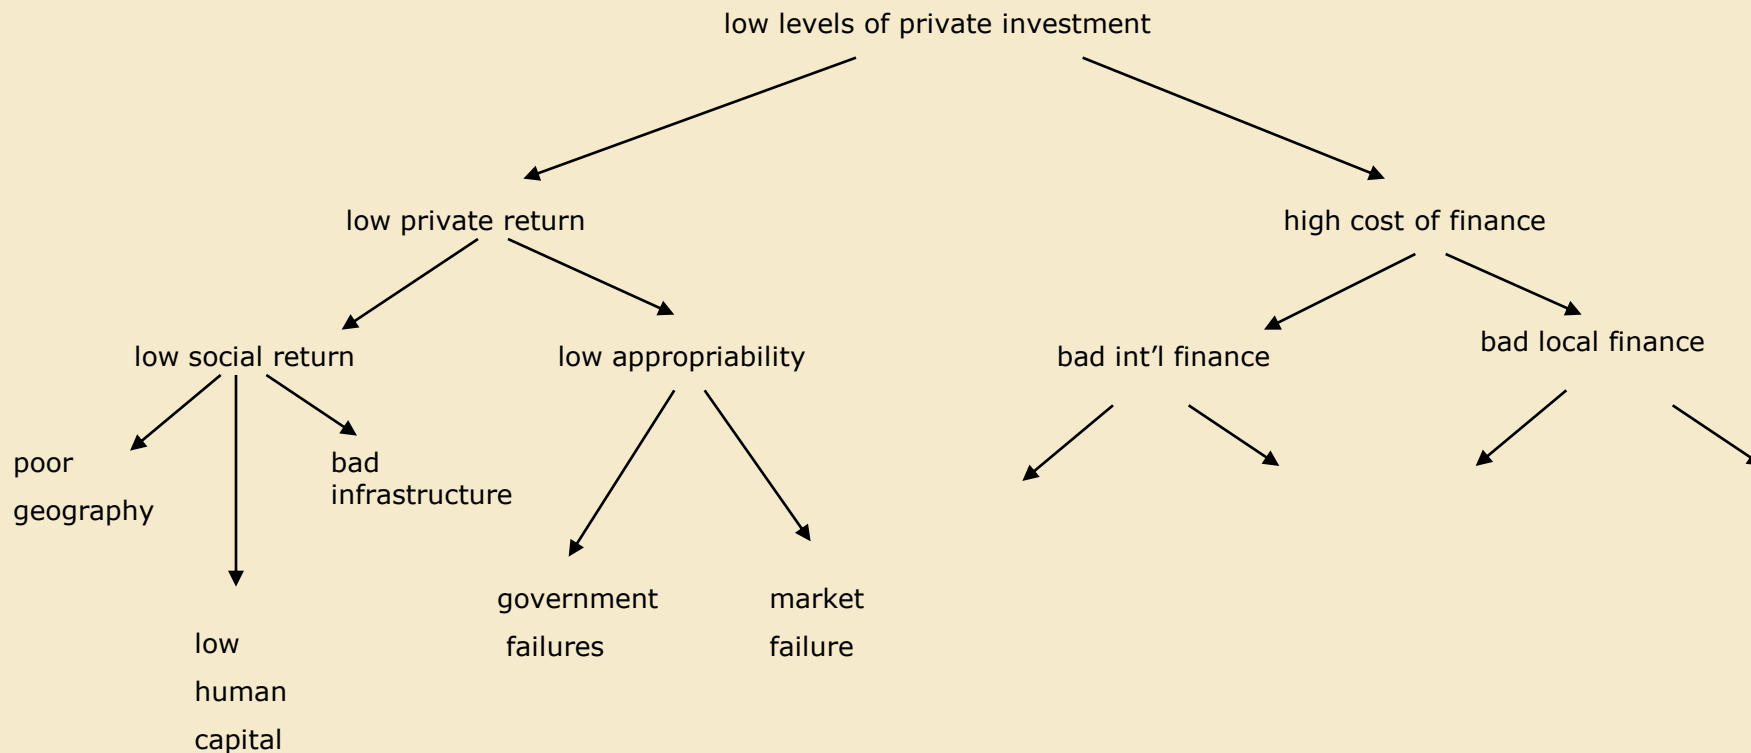 low levels of private investment
low private return
high cost of finance
low social return
low appropriability
bad int’l finance
bad local finance
poor
geography
bad
infrastructure
low
human
capital
government
failures
market
failure